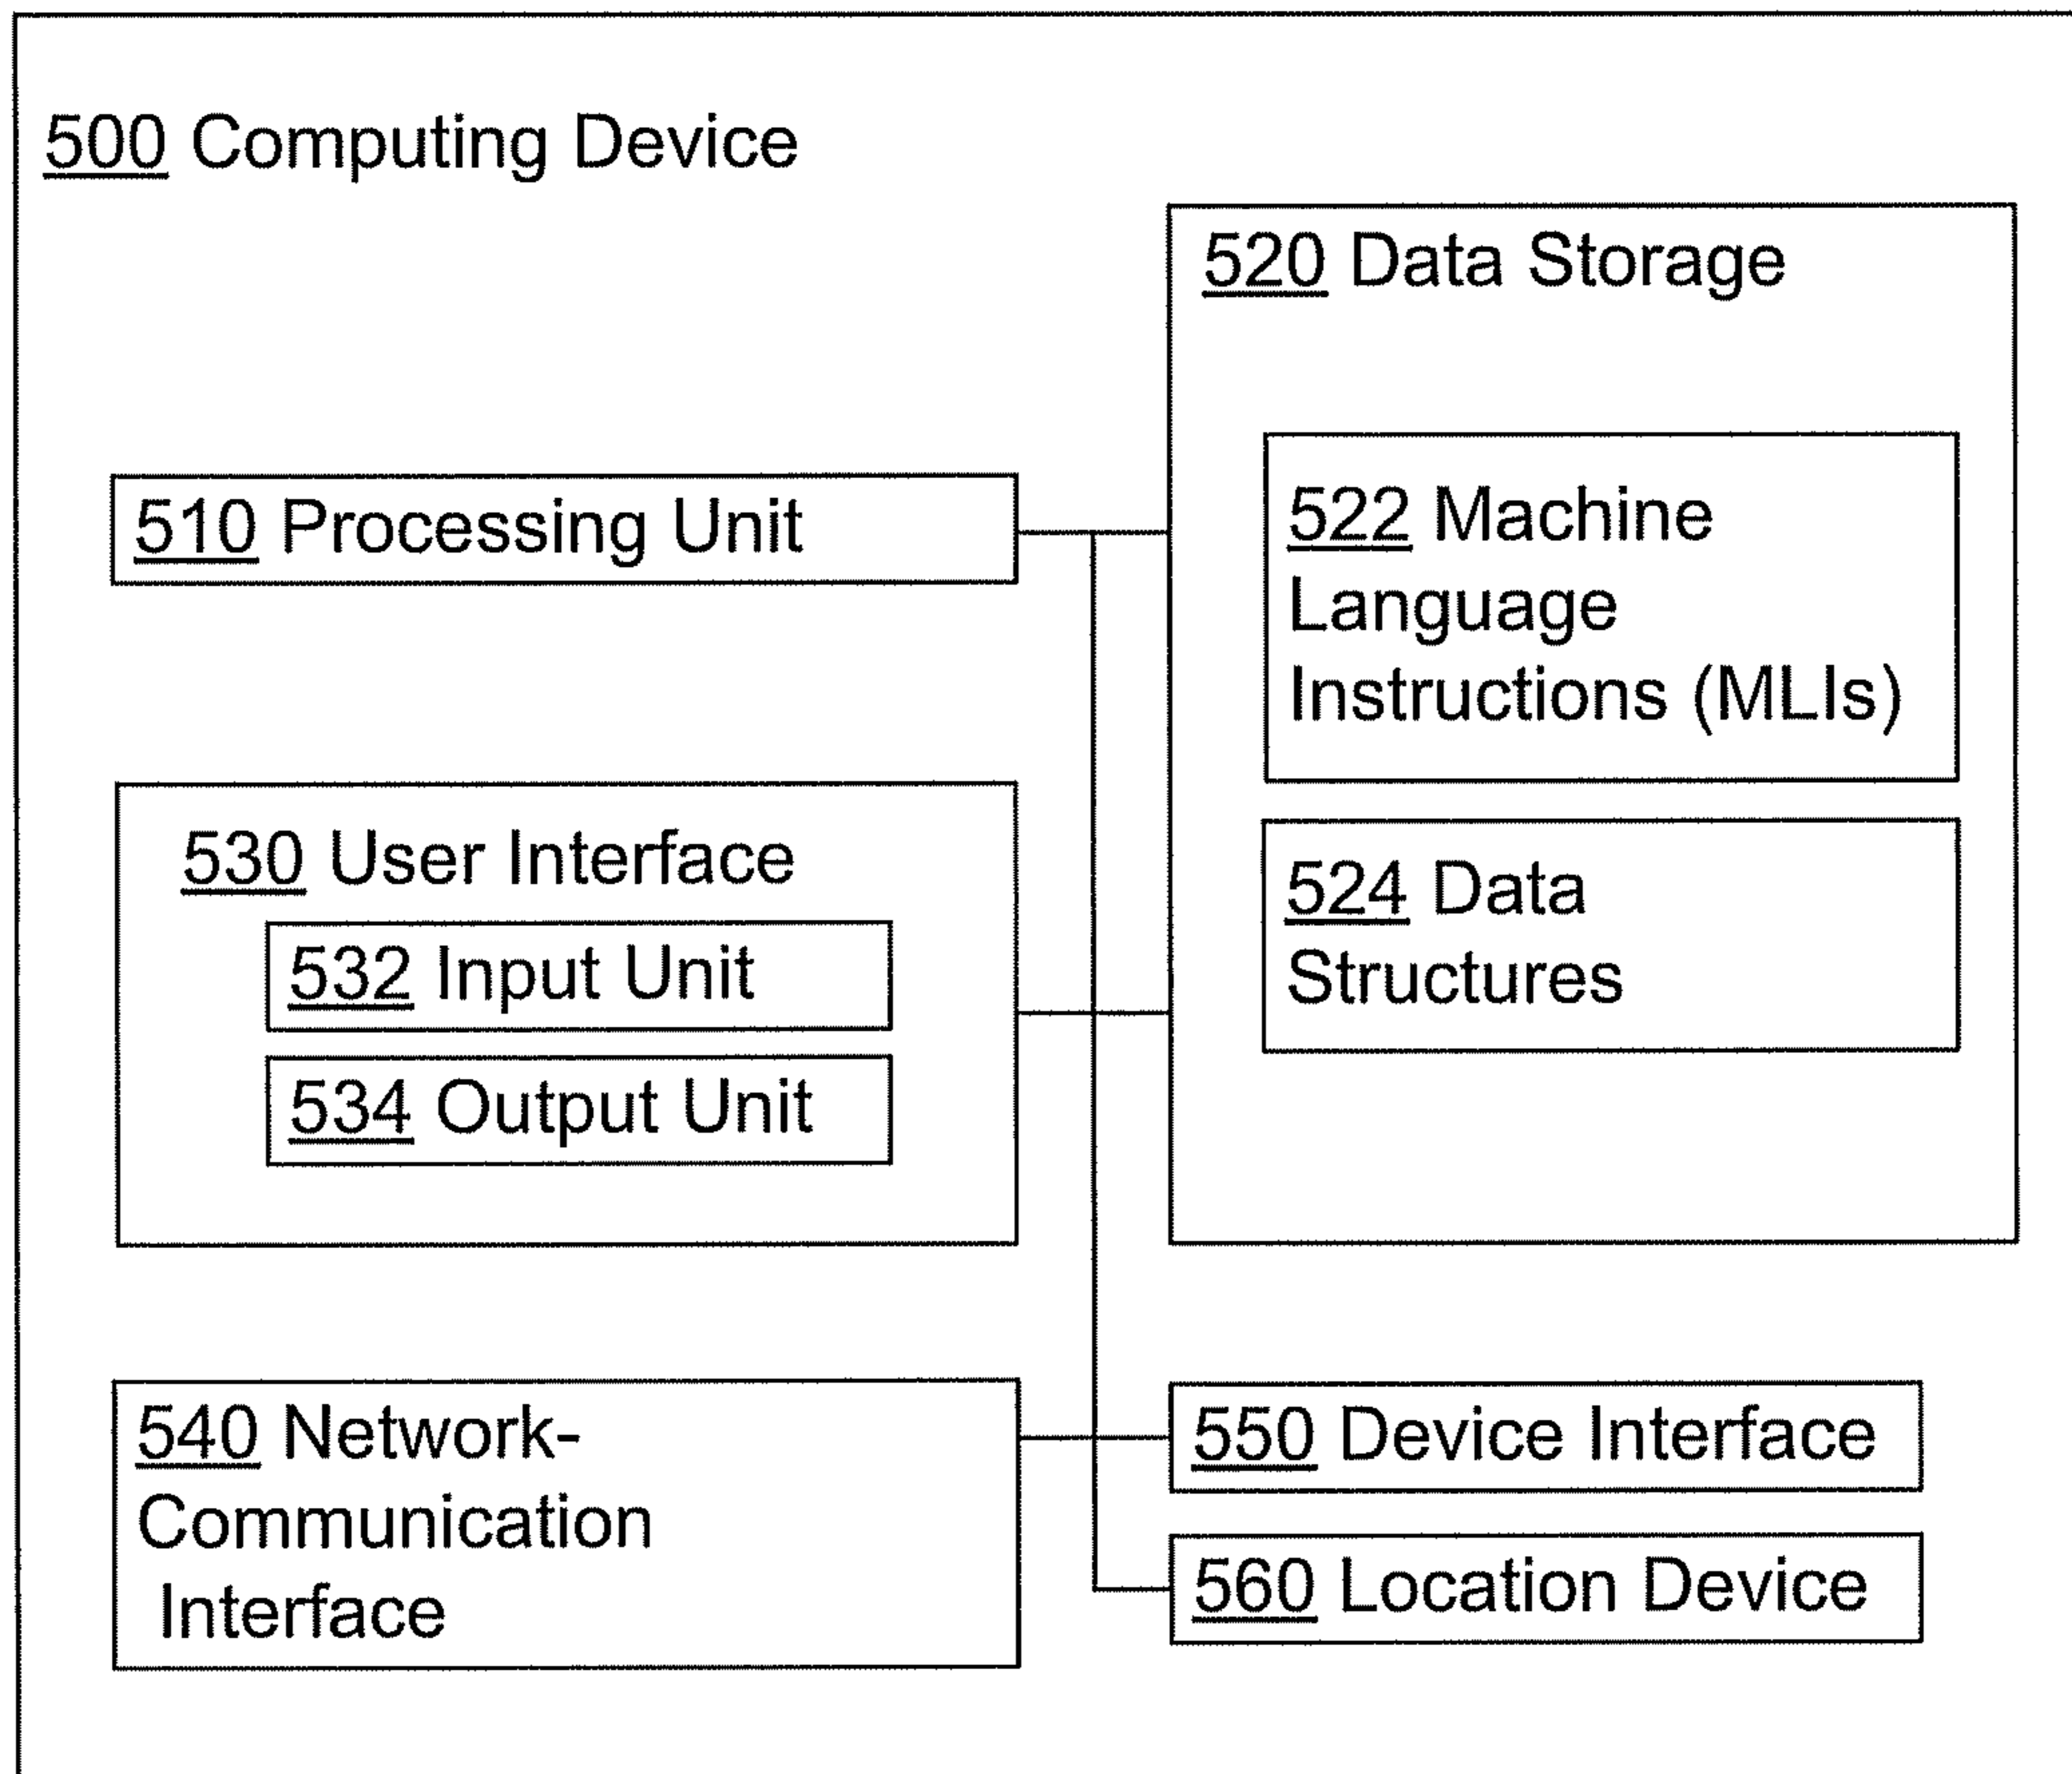 500 Computing Device
520 Data Storage
510 Processing Unit
522 Machine
Language
Instructions (MLIs)
530 User Interface
532 Input Unit
534 Output Unit
524 Data
Structures
540 Network-
Communication
Interface
550 Device Interface
560 Location Device